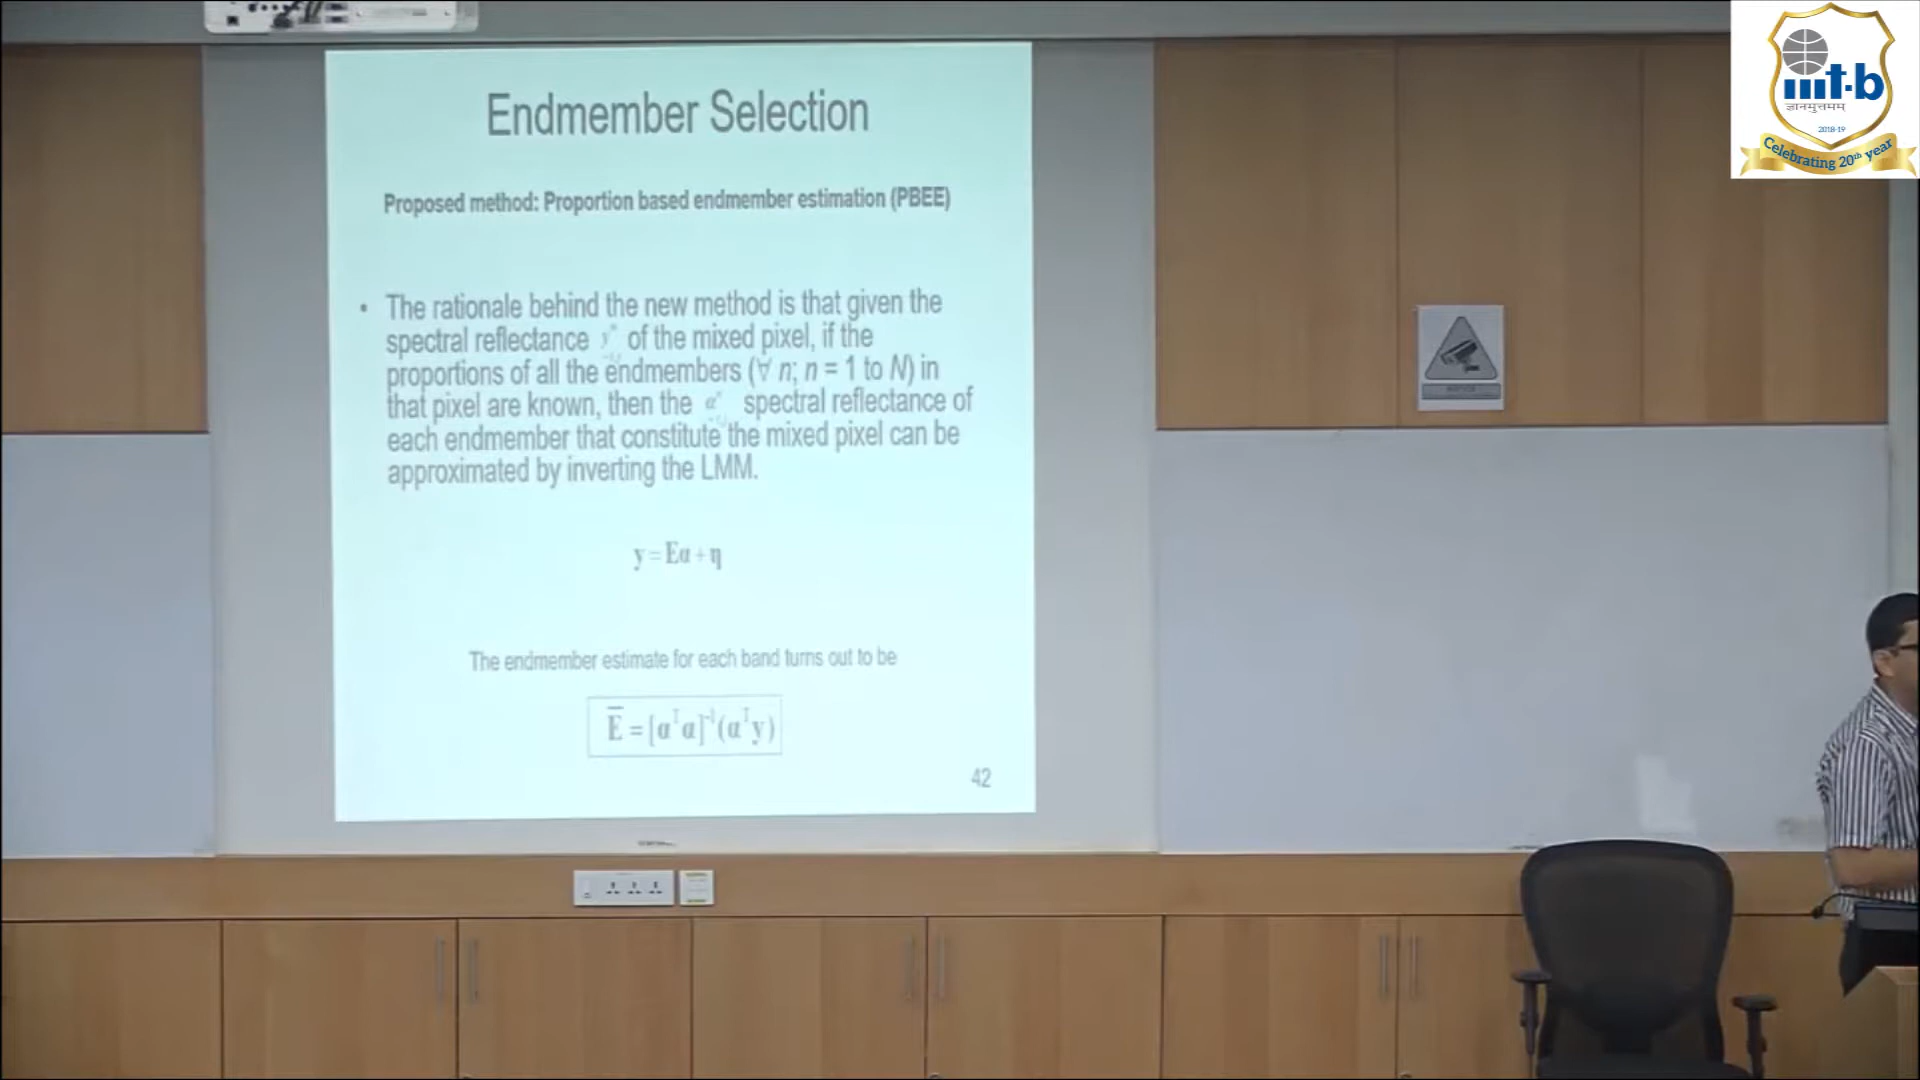 Endmember Selection
Proposed method: Proportion based endmember estimation (PBEE)
• The rationale behind the new method is that given the
spectral reflectance of the mixed pixel, if the
proportions of all the endmembers (∀ n; n = 1 to N) in
that pixel are known, then the spectral reflectance of
each endmember that constitute the mixed pixel can be
approximated by inverting the LMM.
y = Eα + η
The endmember estimate for each band turns out to be
E̅ = [αᵀα]⁻¹(αᵀy)
42
iiit-b
ज्ञानमुत्तमम्
2018-19
Celebrating 20th year